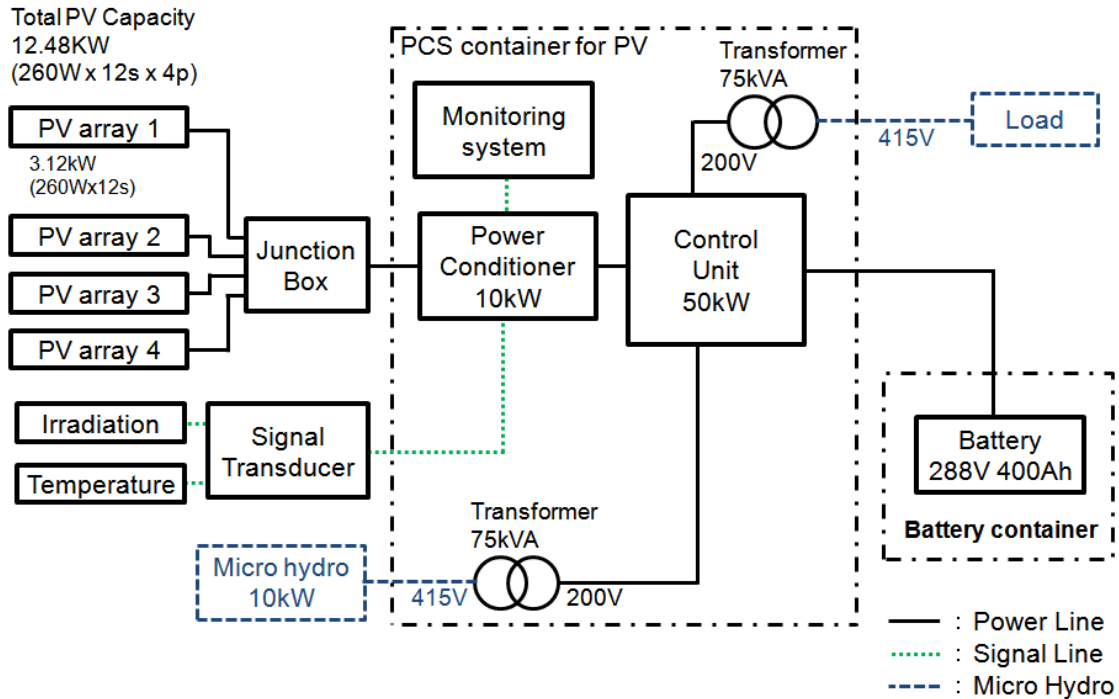 Total PV Capacity
12.48KW
(260W x 12s x 4p)
PV array 1
3.12kW
(260Wx12s)
PV array 2
PV array 3
PV array 4
Junction
Box
Irradiation
Temperature
Signal
Transducer
PCS container for PV
Monitoring
system
Power
Conditioner
10kW
Transformer
75kVA
200V
415V
Load
Control
Unit
50kW
Battery
288V 400Ah
Battery container
Transformer
75kVA
Micro hydro
10kW
415V
200V
: Power Line
: Signal Line
: Micro Hydro